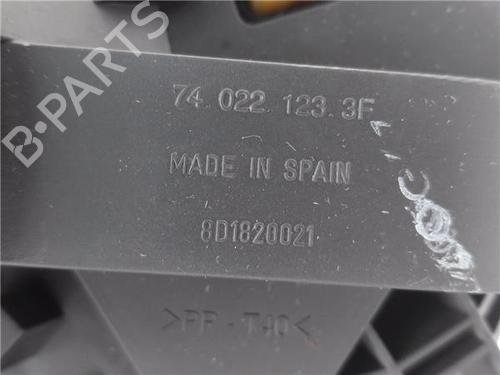 B-PARTS
74 022 123 3F
MADE IN SPAIN
8D1820021
>PP - T40<